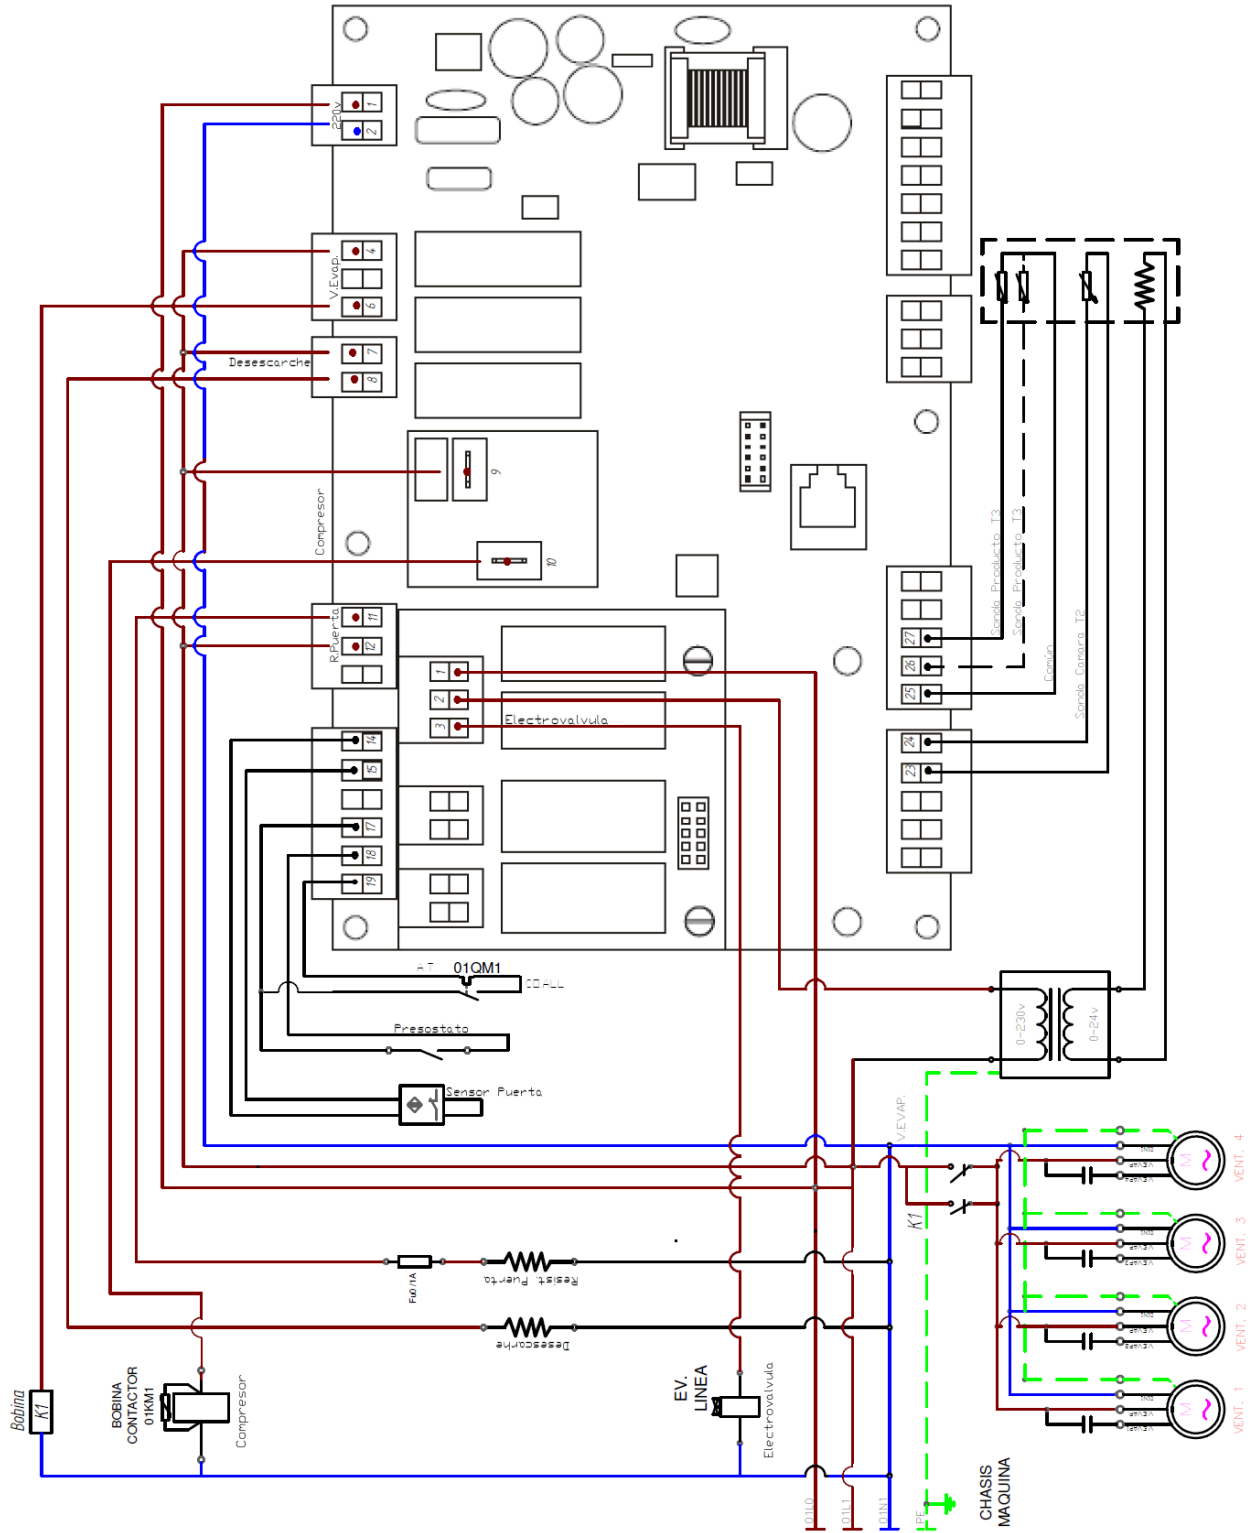 220v
1
2
V.Evap.
4
6
Desescarche
7
8
Compresor
9
10
R.Puerta
11
12
14
15
17
18
19
1
2
3
Electrovalvula
27
26
25
24
23
Sonda Producto T3
Sonda Producto T3
Común
Sonda Camara T2
A T
01QM1
Presostato
Sensor Puerta
0-230v
0-24v
V.EVAP.
K1
VENT. 4
VENT. 3
VENT. 2
VENT. 1
M
M
M
M
Resist. Puerta
Desescarche
Bobina
K1
BOBINA
CONTACTOR
01KM1
Compresor
EV.
LINEA
Electrovalvula
01L0
01L1
01N1
PE
CHASIS
MAQUINA